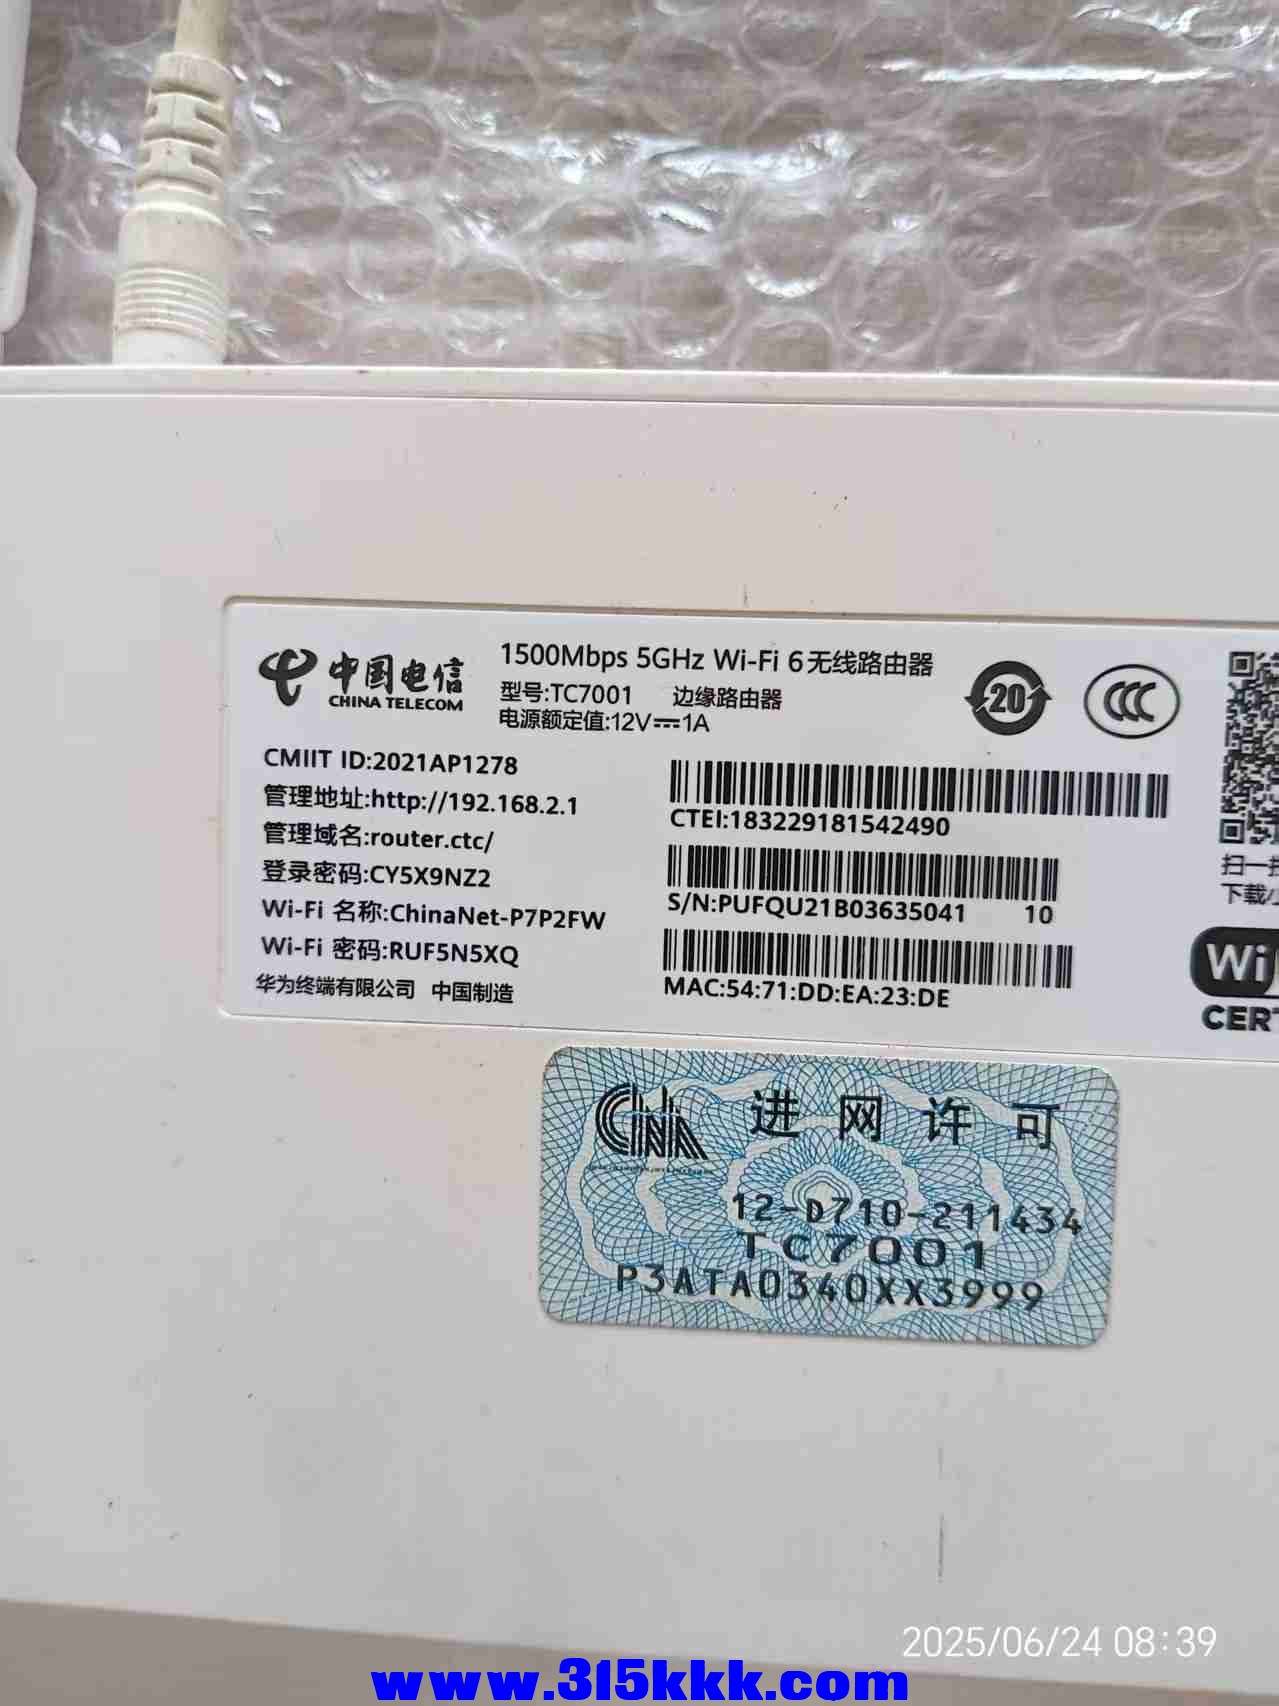 中国电信
CHINA TELECOM
1500Mbps 5GHz Wi-Fi 6无线路由器
型号:TC7001 边缘路由器
电源额定值:12V⎓1A
20
CCC
CMIIT ID:2021AP1278
管理地址:http://192.168.2.1
管理域名:router.ctc/
登录密码:CY5X9NZ2
Wi-Fi 名称:ChinaNet-P7P2FW
Wi-Fi 密码:RUF5N5XQ
华为终端有限公司 中国制造
CTEI:183229181542490
S/N:PUFQU21B03635041 10
MAC:54:71:DD:EA:23:DE
扫一
下载
Wi
CERT
进网许可
12-D710-211434
TC7001
P3ATA0340XX3999
2025/06/24 08:39
www.315kkk.com